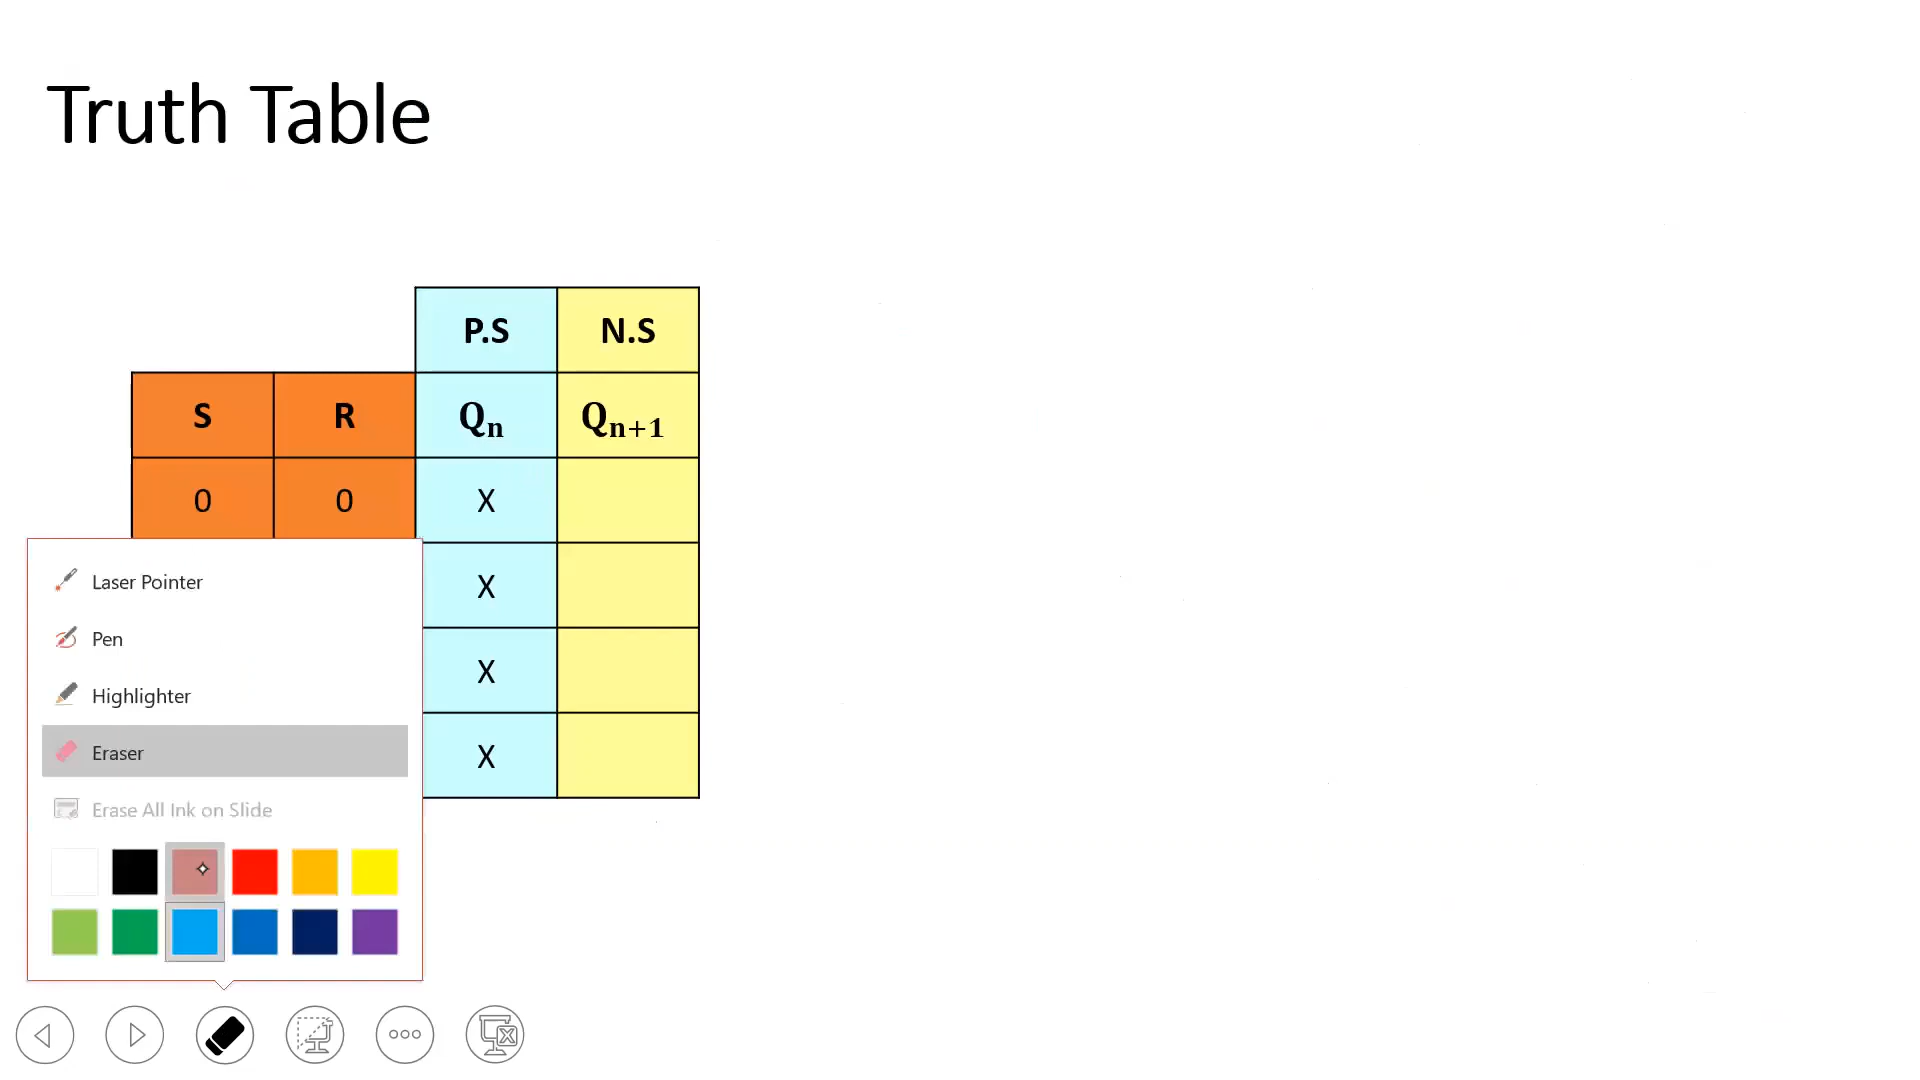 Truth Table
P.S N.S
S R Qn Qn+1
0 0 X
X
X
X
Laser Pointer
Pen
Highlighter
Eraser
Erase All Ink on Slide